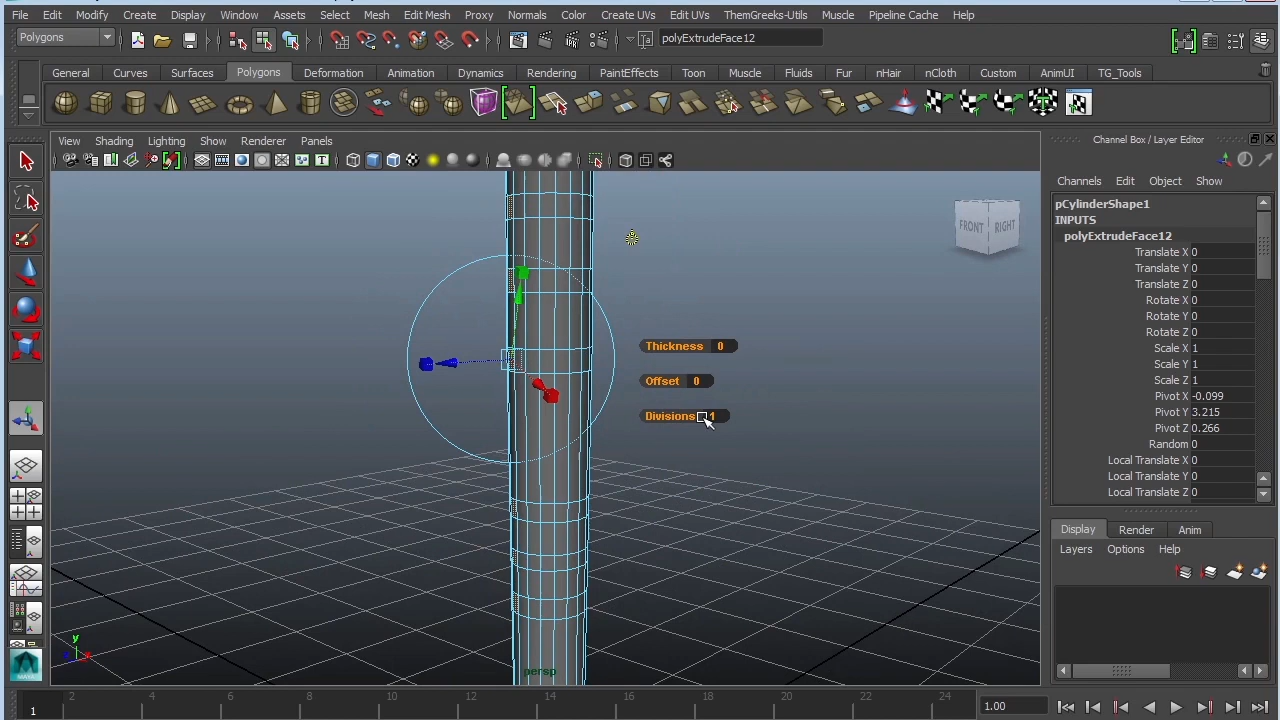 File Edit Modify Create Display Window Assets Select Mesh Edit Mesh Proxy Normals Color Create UVs Edit UVs ThemGreeks-Utils Muscle Pipeline Cache Help
Polygons polyExtrudeFace12
General Curves Surfaces Polygons Deformation Animation Dynamics Rendering PaintEffects Toon Muscle Fluids Fur nHair nCloth Custom AnimUI TG_Tools
View Shading Lighting Show Renderer Panels
Channel Box / Layer Editor
Channels Edit Object Show
pCylinderShape1
INPUTS
polyExtrudeFace12
Translate X 0
Translate Y 0
Translate Z 0
Rotate X 0
Rotate Y 0
Rotate Z 0
Scale X 1
Scale Y 1
Scale Z 1
Pivot X -0.099
Pivot Y 3.215
Pivot Z 0.266
Random 0
Local Translate X 0
Local Translate Y 0
Local Translate Z 0
FRONT RIGHT
Thickness 0
Offset 0
Divisions 1
persp
y
z x
Display Render Anim
Layers Options Help
2 4 6 8 10 12 14 16 18 20 22 24
1
1.00